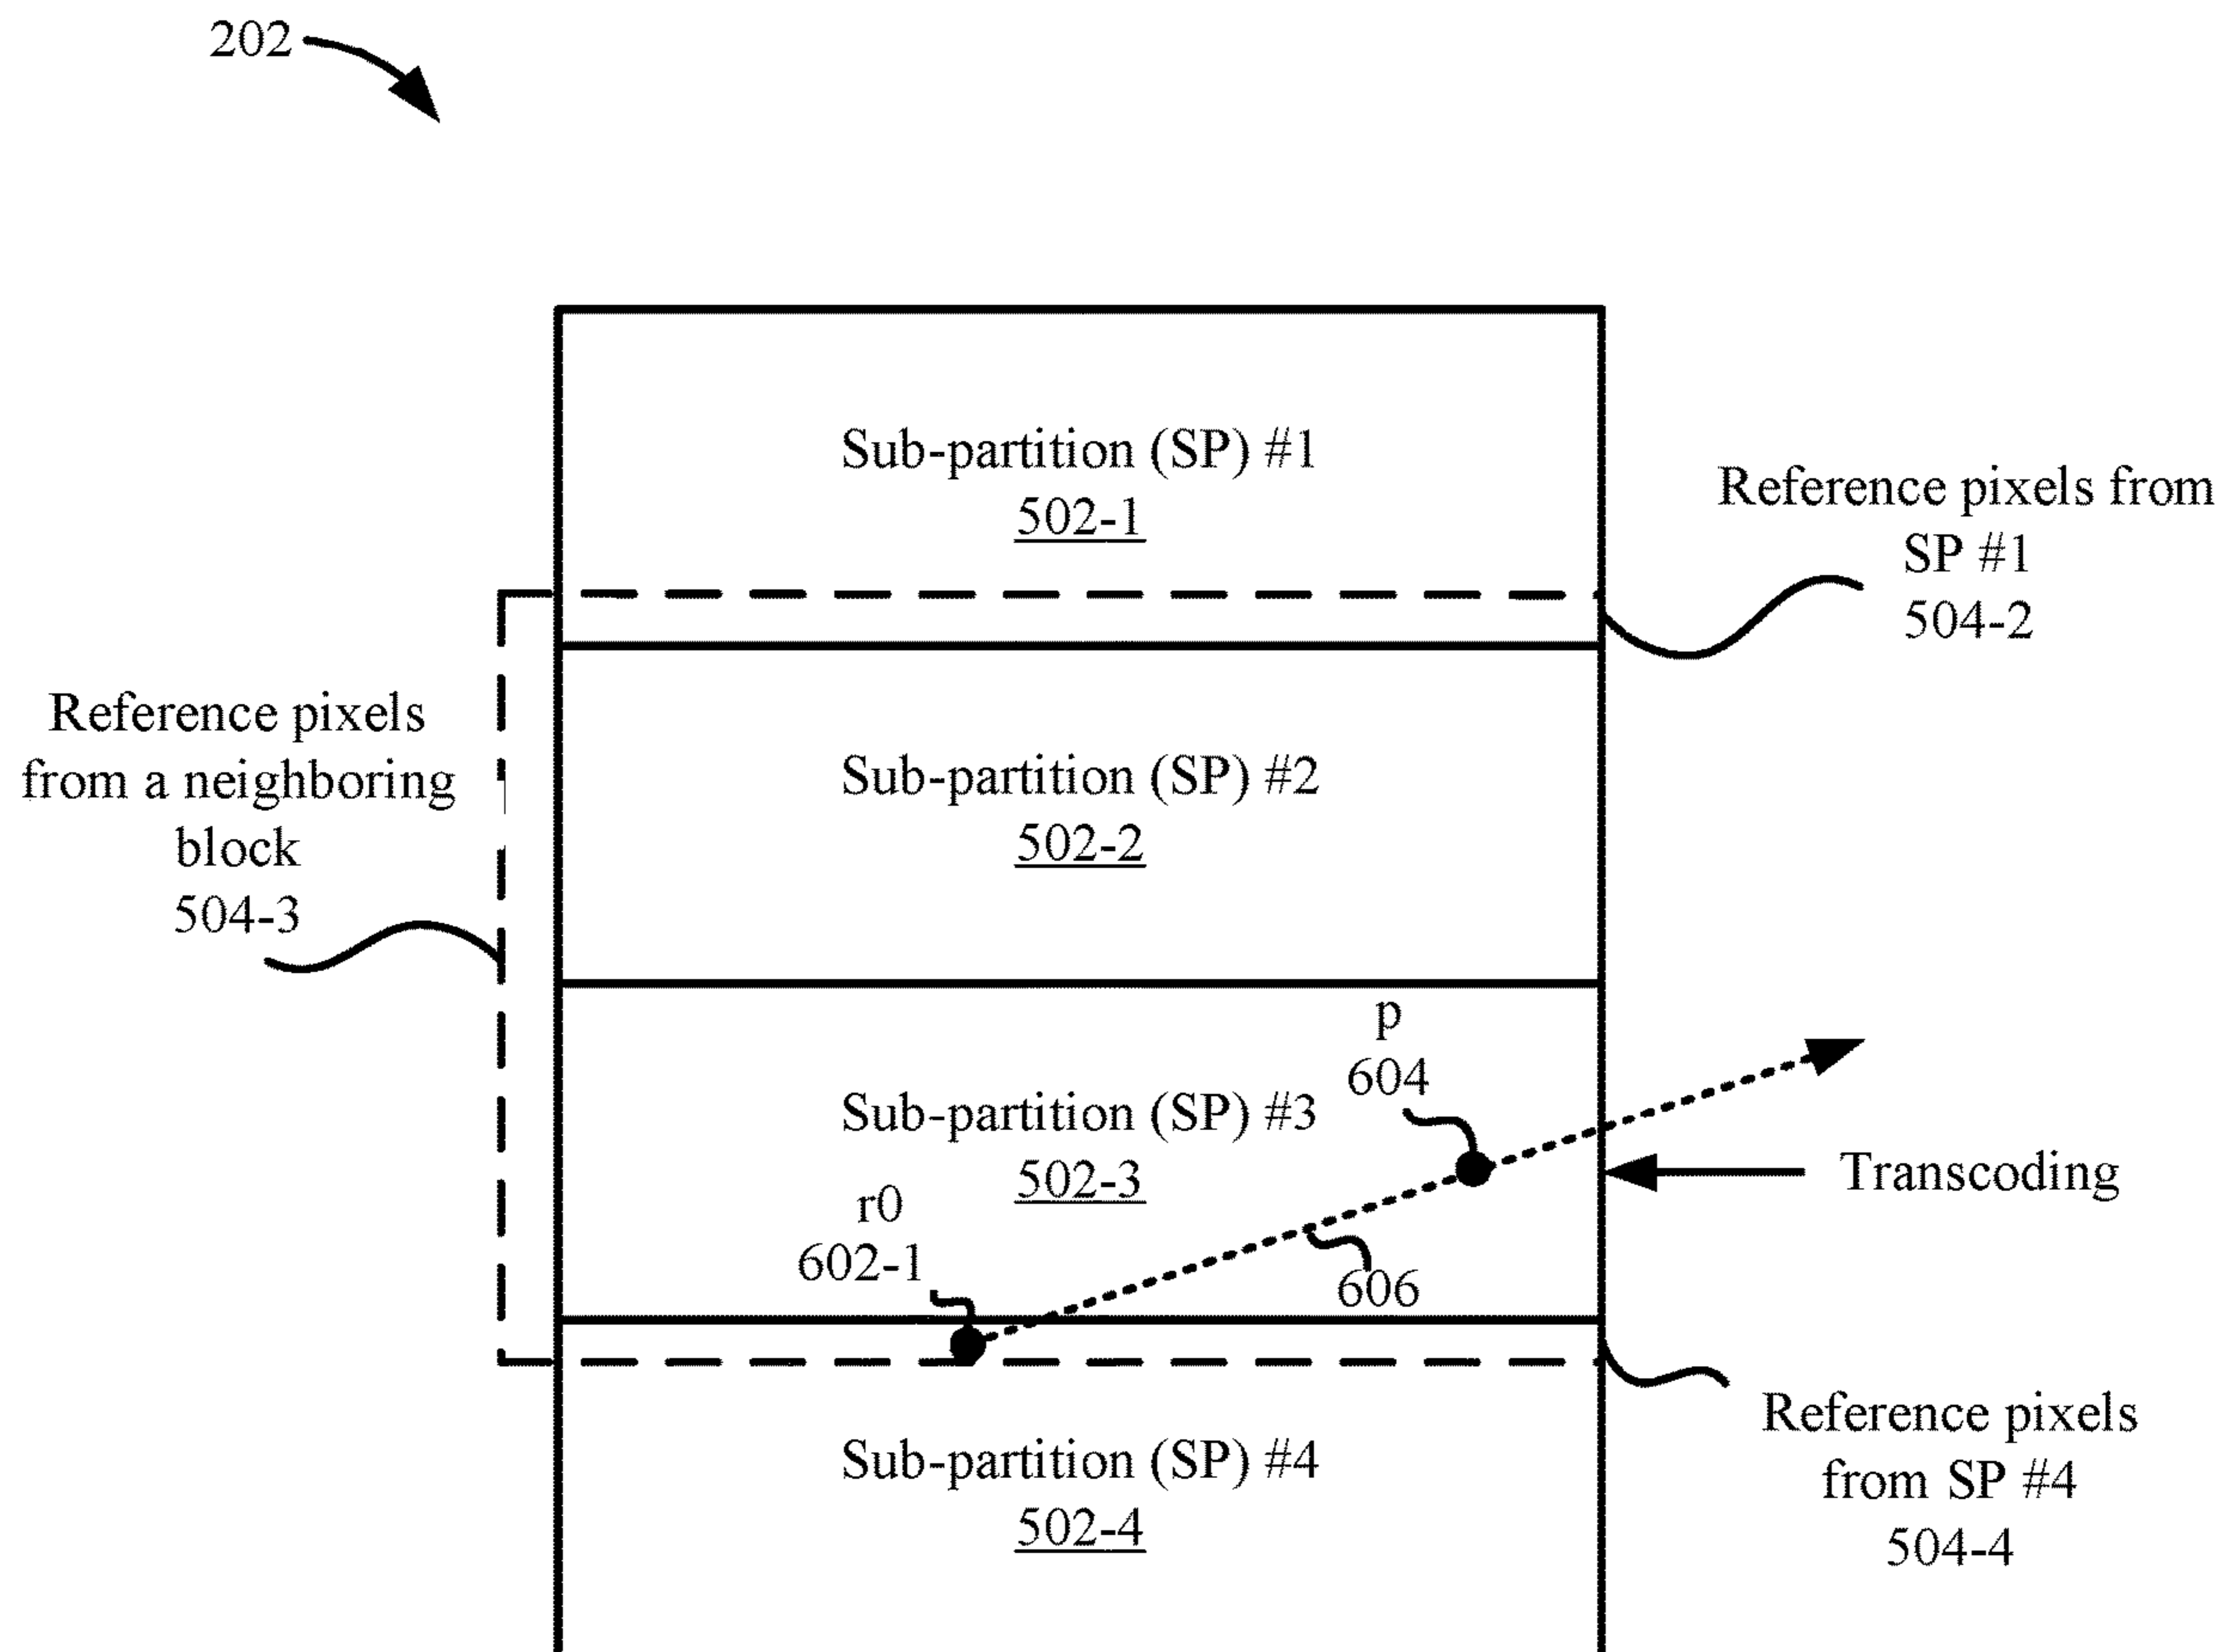 202
Sub-partition (SP) #1
502-1
Reference pixels from
SP #1
504-2
Reference pixels
from a neighboring
block
504-3
Sub-partition (SP) #2
502-2
p
604
Sub-partition (SP) #3
502-3
r0
602-1
606
Transcoding
Sub-partition (SP) #4
502-4
Reference pixels
from SP #4
504-4